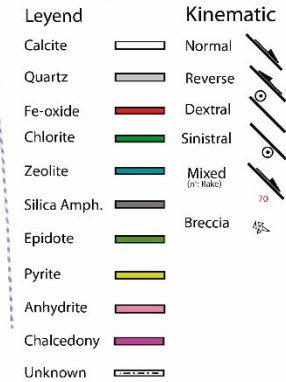 Leyend
Calcite
Quartz
Fe-oxide
Chlorite
Zeolite
Silica Amph.
Epidote
Pyrite
Anhydrite
Chalcedony
Unknown
Kinematic
Normal
Reverse
Dextral
Sinistral
Mixed
(n°: Rake)
70
Breccia